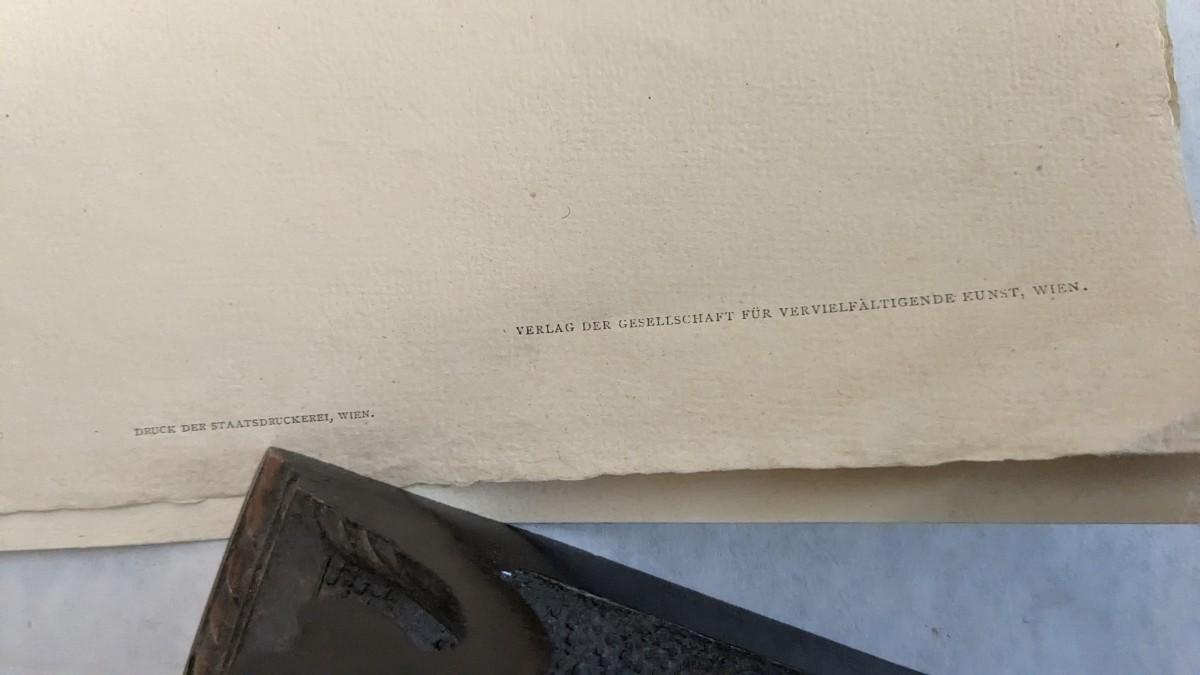 VERLAG DER GESELLSCHAFT FÜR VERVIELFÄLTIGENDE KUNST, WIEN.
DRUCK DER STAATSDRUCKEREI, WIEN.